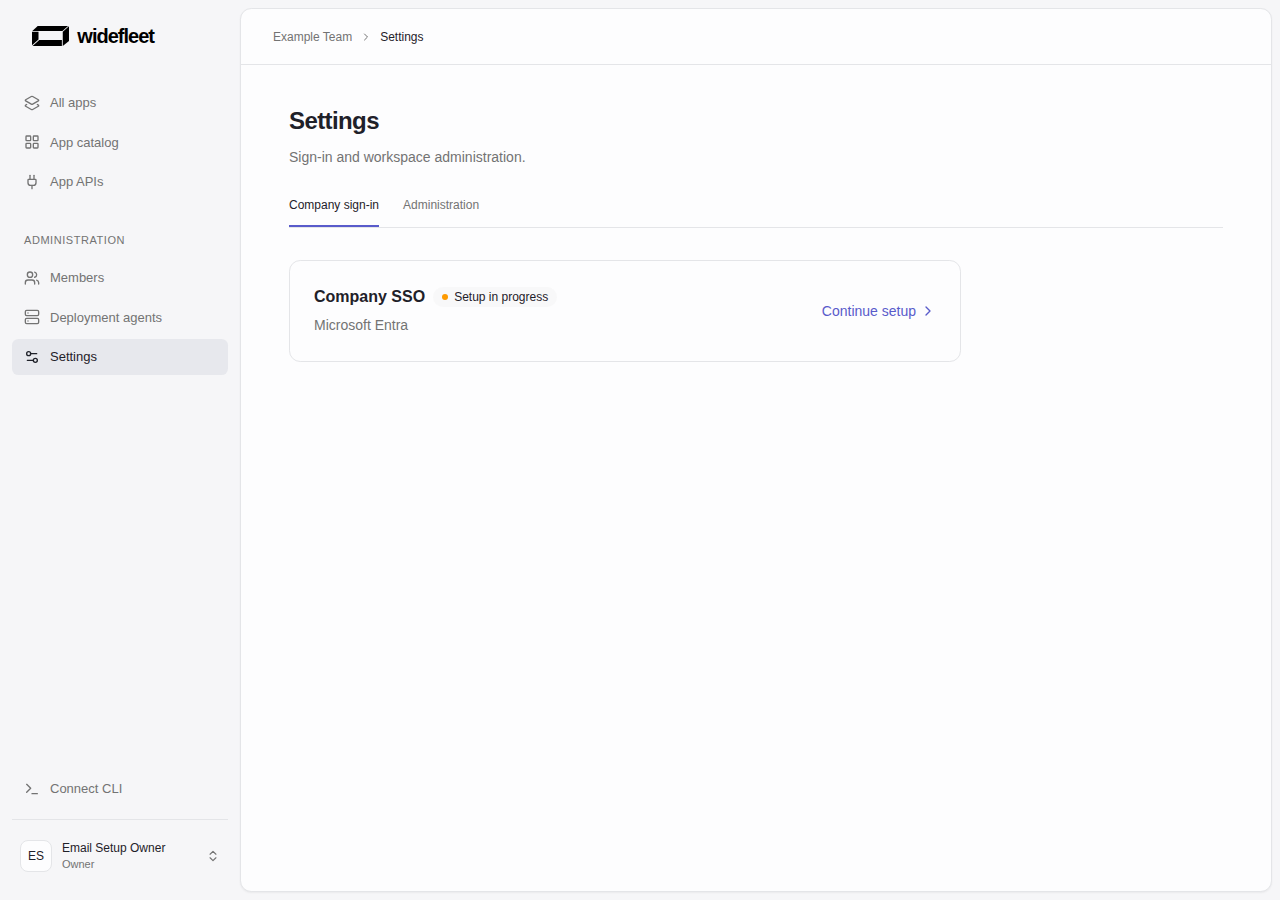 widefleet
All apps
App catalog
App APIs
ADMINISTRATION
Members
Deployment agents
Settings
Connect CLI
ES
Email Setup Owner
Owner
Example Team
Settings
Settings
Sign-in and workspace administration.
Company sign-in
Administration
Company SSO
Setup in progress
Microsoft Entra
Continue setup